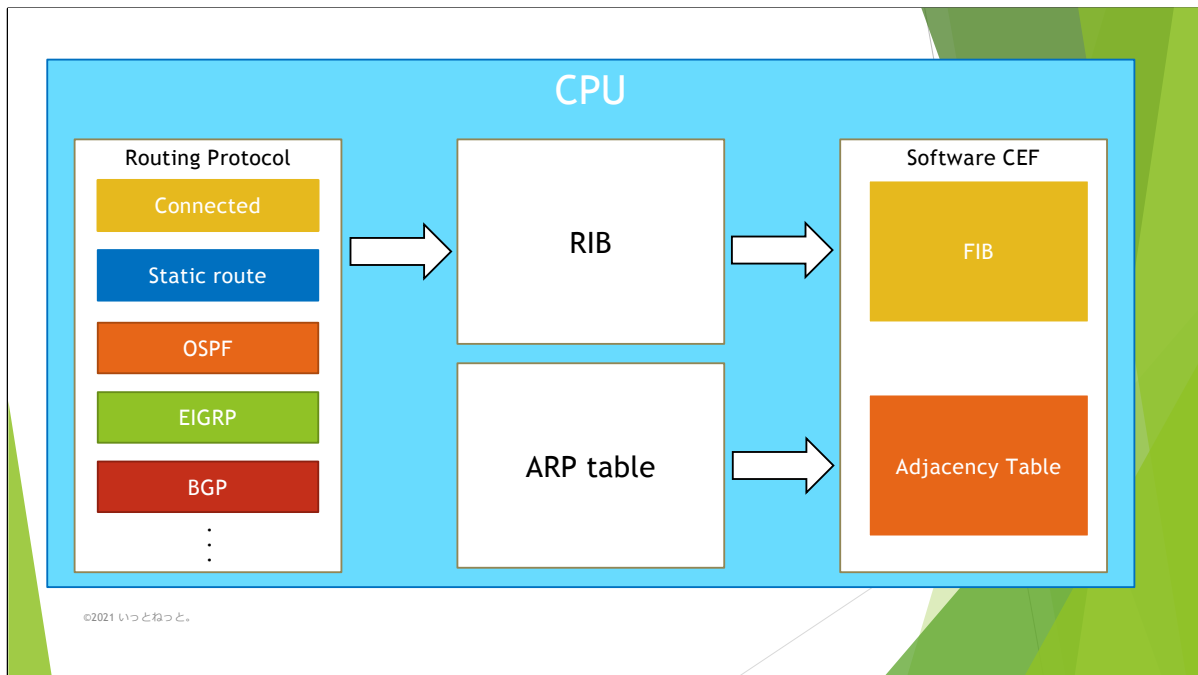 CPU
Routing Protocol
Connected
Static route
OSPF
EIGRP
BGP
RIB
ARP table
Software CEF
FIB
Adjacency Table
©2021 いっとねっと。